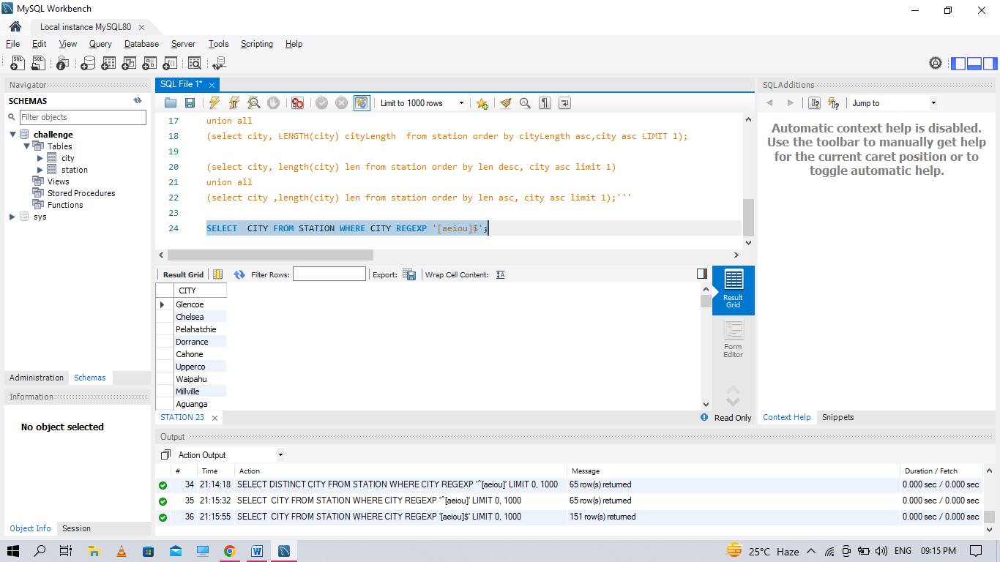 MySQL Workbench
Local instance MySQL80
File Edit View Query Database Server Tools Scripting Help
Navigator
SCHEMAS
Filter objects
challenge
Tables
city
station
Views
Stored Procedures
Functions
sys
Administration Schemas
Information
No object selected
Object Info Session
SQL File 1*
Limit to 1000 rows
17 union all
18 (select city, LENGTH(city) cityLength  from station order by cityLength asc,city asc LIMIT 1);
19
20 (select city, length(city) len from station order by len desc, city asc limit 1)
21 union all
22 (select city ,length(city) len from station order by len asc, city asc limit 1);'''
23
24 SELECT  CITY FROM STATION WHERE CITY REGEXP '[aeiou]$';
Result Grid Filter Rows: Export: Wrap Cell Content:
CITY
Glencoe
Chelsea
Pelahatchie
Dorrance
Cahone
Upperco
Waipahu
Millville
Aguanga
Result
Grid
Form
Editor
STATION 23
Read Only
SQLAdditions
Jump to
Automatic context help is disabled.
Use the toolbar to manually get help
for the current caret position or to
toggle automatic help.
Context Help Snippets
Output
Action Output
# Time Action Message Duration / Fetch
34 21:14:18 SELECT DISTINCT CITY FROM STATION WHERE CITY REGEXP '^[aeiou]' LIMIT 0, 1000 65 row(s) returned 0.000 sec / 0.000 sec
35 21:15:32 SELECT  CITY FROM STATION WHERE CITY REGEXP '^[aeiou]' LIMIT 0, 1000 65 row(s) returned 0.000 sec / 0.000 sec
36 21:15:55 SELECT  CITY FROM STATION WHERE CITY REGEXP '[aeiou]$' LIMIT 0, 1000 151 row(s) returned 0.000 sec / 0.000 sec
25°C Haze ENG 09:15 PM